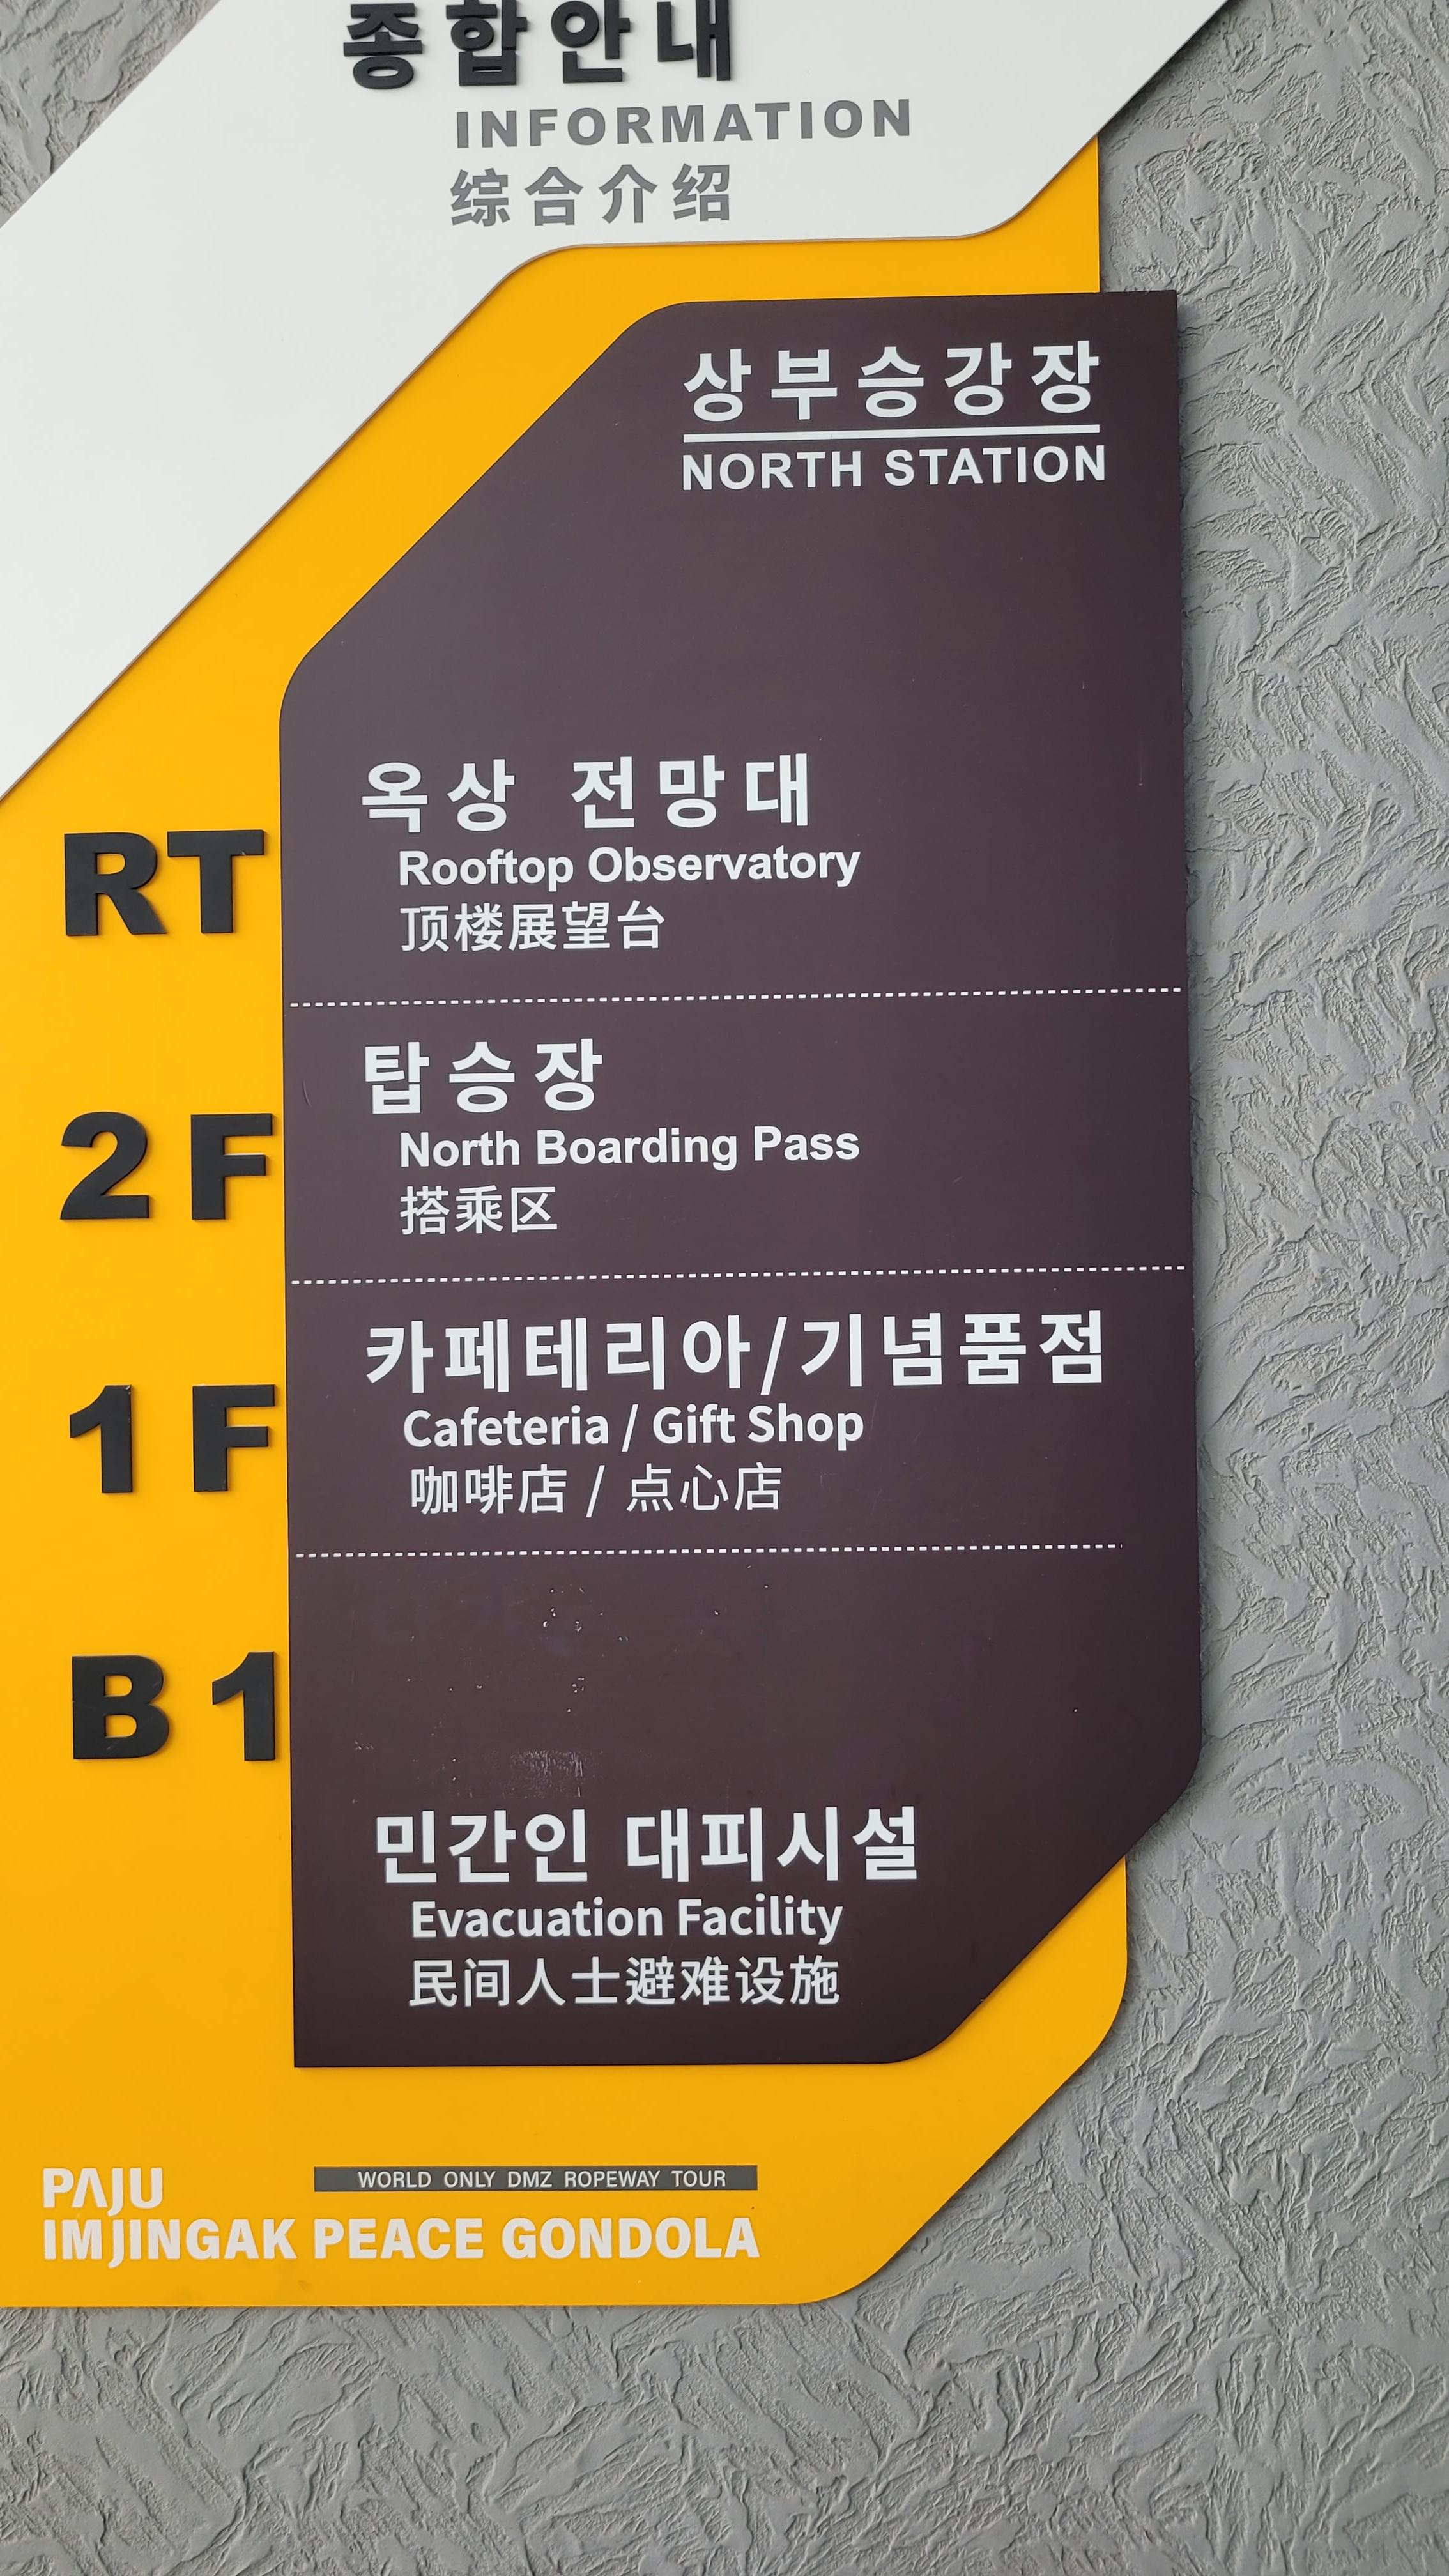 종합안내
INFORMATION
综合介绍
상부승강장
NORTH STATION
RT
옥상 전망대
Rooftop Observatory
顶楼展望台
2F
탑승장
North Boarding Pass
搭乘区
1F
카페테리아/기념품점
Cafeteria / Gift Shop
咖啡店 / 点心店
B1
민간인 대피시설
Evacuation Facility
民间人士避难设施
PAJU
WORLD ONLY DMZ ROPEWAY TOUR
IMJINGAK PEACE GONDOLA